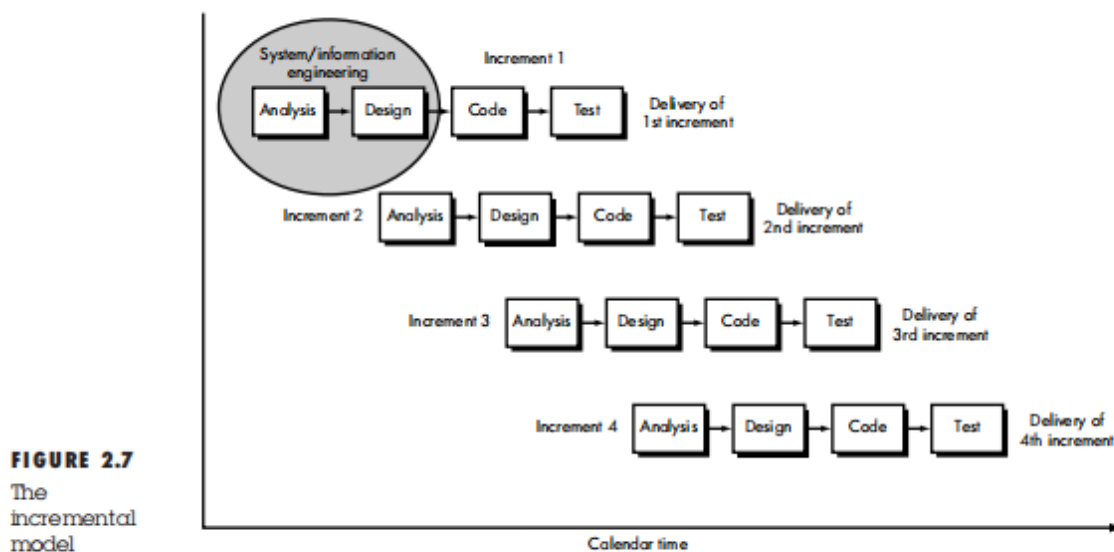 System/information
engineering
Increment 1
Analysis
Design
Code
Test
Delivery of
1st increment
Increment 2
Analysis
Design
Code
Test
Delivery of
2nd increment
Increment 3
Analysis
Design
Code
Test
Delivery of
3rd increment
Increment 4
Analysis
Design
Code
Test
Delivery of
4th increment
FIGURE 2.7
The
incremental
model
Calendar time